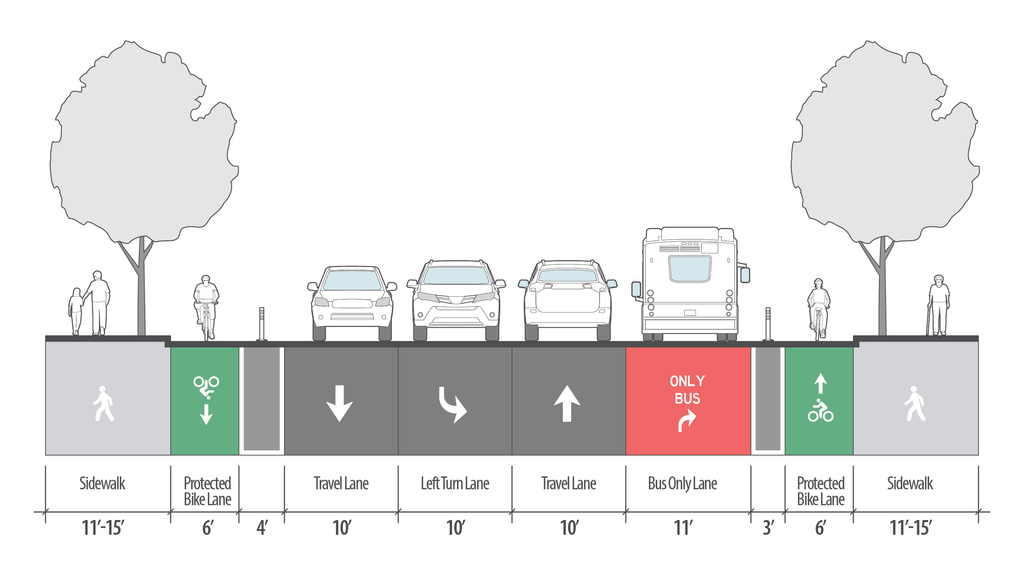 ONLY
BUS
Sidewalk
Protected
Bike Lane
Travel Lane
Left Turn Lane
Travel Lane
Bus Only Lane
Protected
Bike Lane
Sidewalk
11'-15'
6'
4'
10'
10'
10'
11'
3'
6'
11'-15'